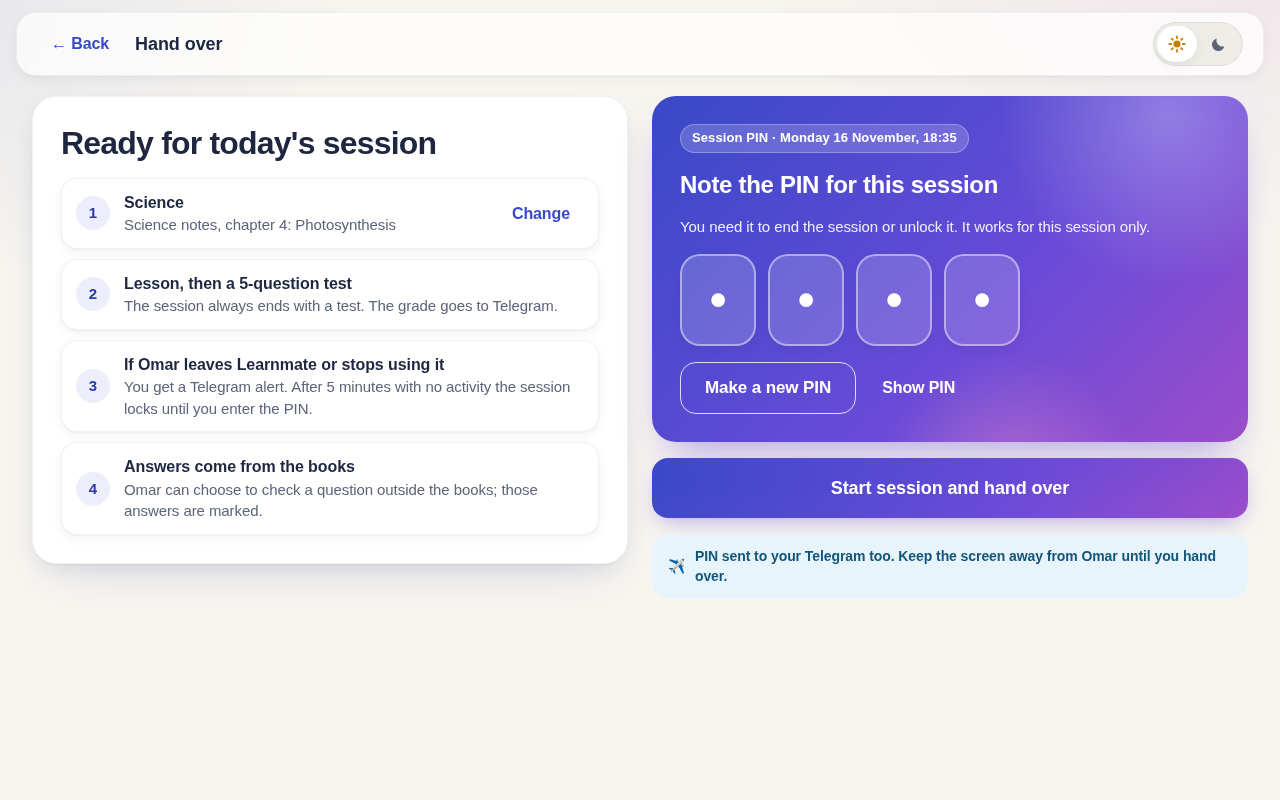 ← Back
Hand over
Ready for today's session
1
Science
Science notes, chapter 4: Photosynthesis
Change
2
Lesson, then a 5-question test
The session always ends with a test. The grade goes to Telegram.
3
If Omar leaves Learnmate or stops using it
You get a Telegram alert. After 5 minutes with no activity the session
locks until you enter the PIN.
4
Answers come from the books
Omar can choose to check a question outside the books; those
answers are marked.
Session PIN · Monday 16 November, 18:35
Note the PIN for this session
You need it to end the session or unlock it. It works for this session only.
Make a new PIN
Show PIN
Start session and hand over
PIN sent to your Telegram too. Keep the screen away from Omar until you hand
over.